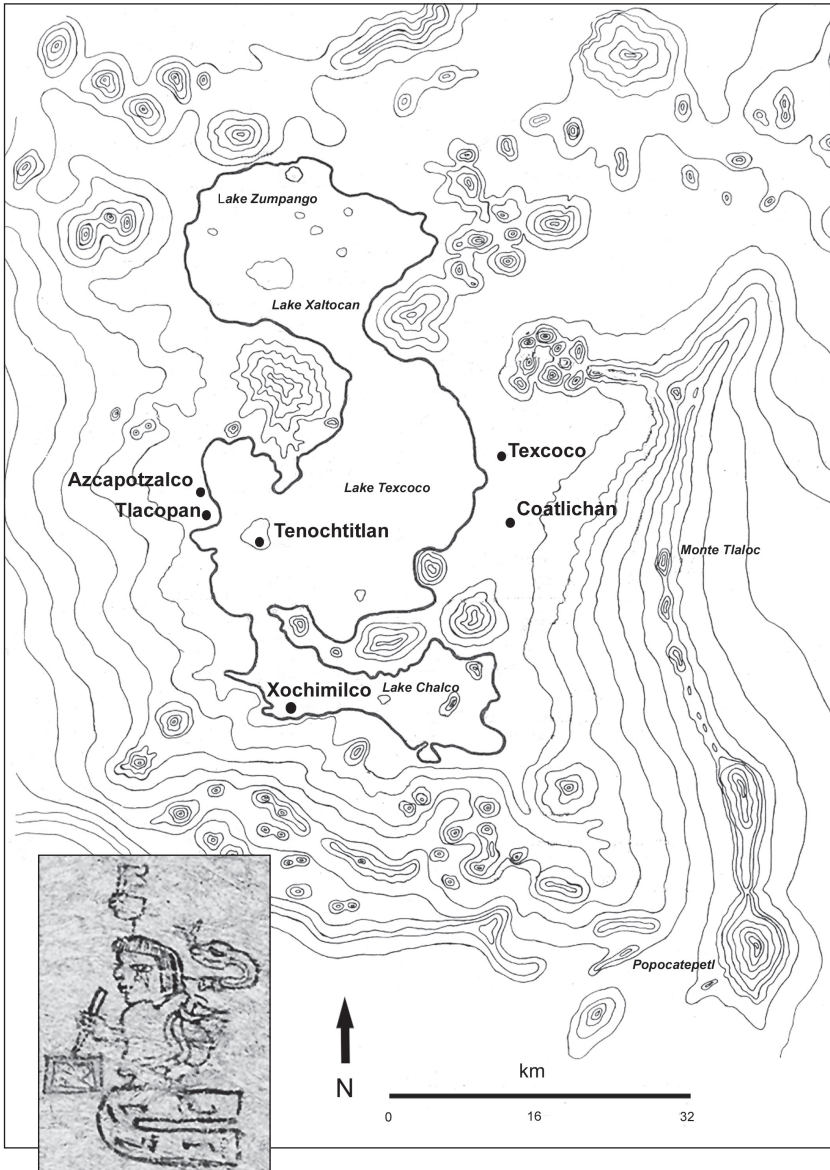 Lake Zumpango
Lake Xaltocan
Texcoco
Azcapotzalco
Lake Texcoco
Tlacopan
Coatlichan
Tenochtitlan
Monte Tlaloc
Xochimilco
Lake Chalco
Popocatepetl
km
N
0 16 32